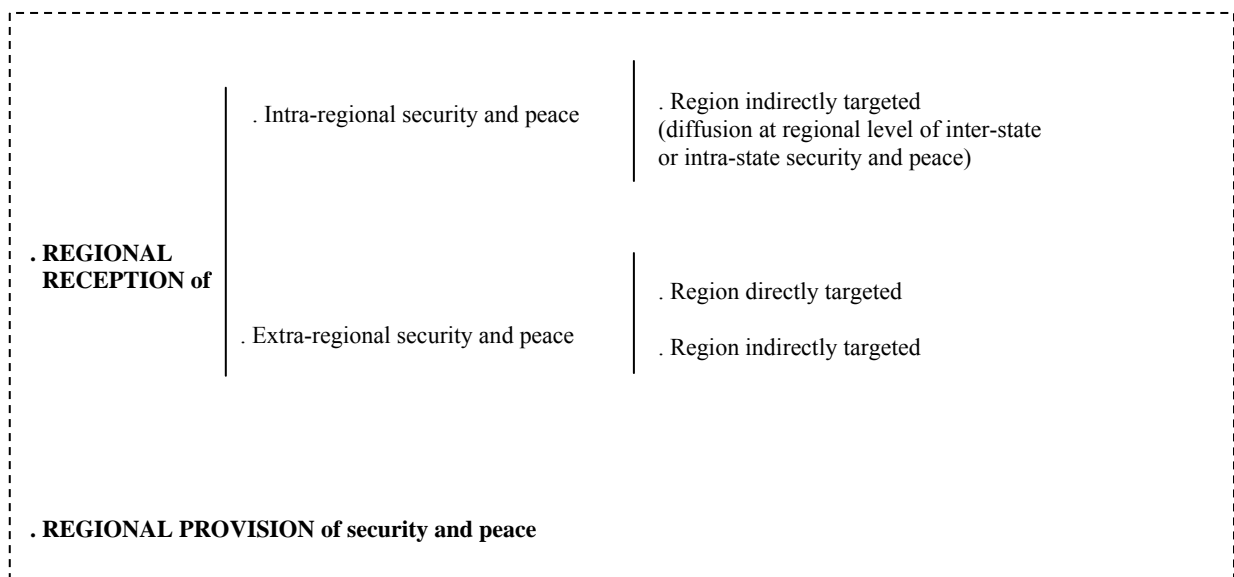 . Intra-regional security and peace
. Region indirectly targeted
(diffusion at regional level of inter-state
or intra-state security and peace)
. REGIONAL
RECEPTION of
. Extra-regional security and peace
. Region directly targeted
. Region indirectly targeted
. REGIONAL PROVISION of security and peace